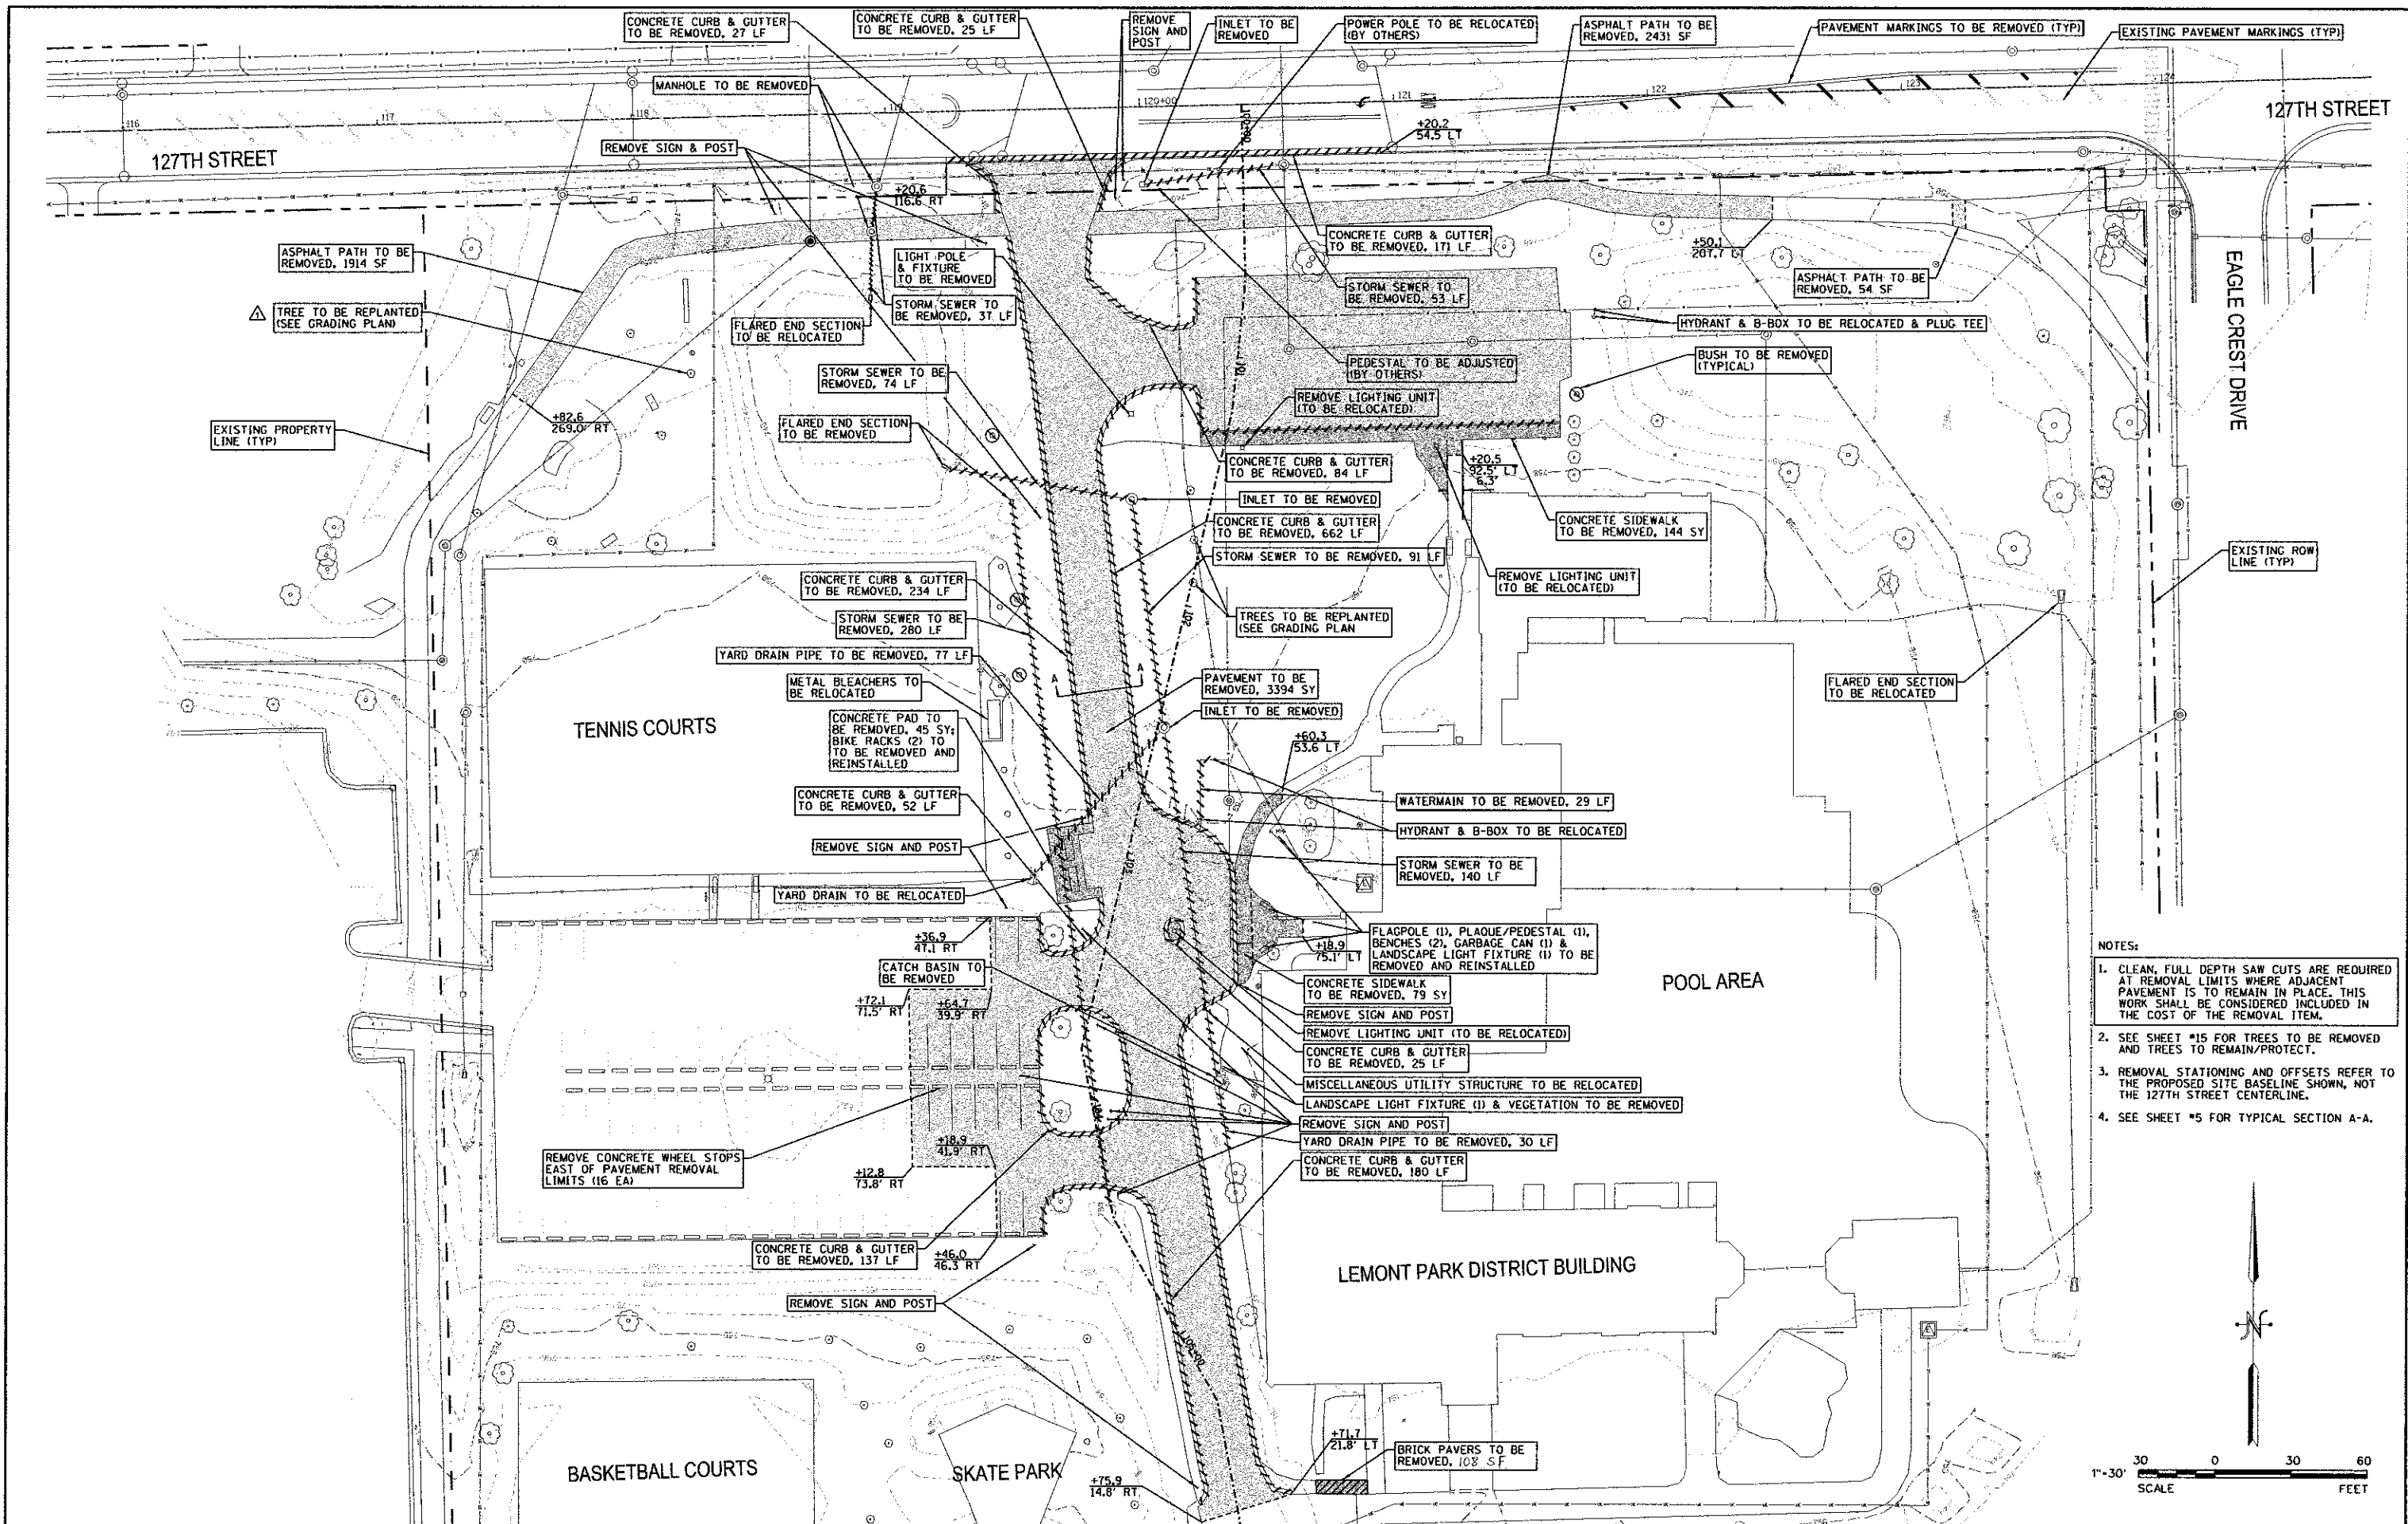 CONCRETE CURB & GUTTER
TO BE REMOVED, 27 LF
CONCRETE CURB & GUTTER
TO BE REMOVED, 25 LF
REMOVE
SIGN AND
POST
INLET TO BE
REMOVED
POWER POLE TO BE RELOCATED
(BY OTHERS)
ASPHALT PATH TO BE
REMOVED, 2431 SF
PAVEMENT MARKINGS TO BE REMOVED (TYP)
EXISTING PAVEMENT MARKINGS (TYP)
MANHOLE TO BE REMOVED
116
117
118
119
120+00
121
122
123
124
127TH STREET
127TH STREET
REMOVE SIGN & POST
+20.2
54.5 LT
+20.6
116.6 RT
ASPHALT PATH TO BE
REMOVED, 1914 SF
LIGHT POLE
& FIXTURE
TO BE REMOVED
CONCRETE CURB & GUTTER
TO BE REMOVED, 171 LF
+50.1
207.7 LT
ASPHALT PATH TO BE
REMOVED, 54 SF
EAGLE CREST DRIVE
TREE TO BE REPLANTED
(SEE GRADING PLAN)
STORM SEWER TO
BE REMOVED, 37 LF
STORM SEWER TO
BE REMOVED, 53 LF
FLARED END SECTION
TO BE RELOCATED
HYDRANT & B-BOX TO BE RELOCATED & PLUG TEE
PEDESTAL TO BE ADJUSTED
(BY OTHERS)
BUSH TO BE REMOVED
(TYPICAL)
STORM SEWER TO BE
REMOVED, 74 LF
REMOVE LIGHTING UNIT
(TO BE RELOCATED)
+82.6
269.0' RT
FLARED END SECTION
TO BE REMOVED
EXISTING PROPERTY
LINE (TYP)
CONCRETE CURB & GUTTER
TO BE REMOVED, 84 LF
+20.5
92.5' LT
6.3'
INLET TO BE REMOVED
CONCRETE CURB & GUTTER
TO BE REMOVED, 662 LF
CONCRETE SIDEWALK
TO BE REMOVED, 144 SY
STORM SEWER TO BE REMOVED, 91 LF
EXISTING ROW
LINE (TYP)
CONCRETE CURB & GUTTER
TO BE REMOVED, 234 LF
REMOVE LIGHTING UNIT
(TO BE RELOCATED)
STORM SEWER TO BE
REMOVED, 280 LF
TREES TO BE REPLANTED
(SEE GRADING PLAN
YARD DRAIN PIPE TO BE REMOVED, 77 LF
A A
METAL BLEACHERS TO
BE RELOCATED
PAVEMENT TO BE
REMOVED, 3394 SY
FLARED END SECTION
TO BE RELOCATED
INLET TO BE REMOVED
TENNIS COURTS
CONCRETE PAD TO
BE REMOVED, 45 SY;
BIKE RACKS (2) TO
TO BE REMOVED AND
REINSTALLED
+60.3
53.6 LT
CONCRETE CURB & GUTTER
TO BE REMOVED, 52 LF
WATERMAIN TO BE REMOVED, 29 LF
HYDRANT & B-BOX TO BE RELOCATED
REMOVE SIGN AND POST
STORM SEWER TO BE
REMOVED, 140 LF
YARD DRAIN TO BE RELOCATED
+36.9
47.1 RT
FLAGPOLE (1), PLAQUE/PEDESTAL (1),
BENCHES (2), GARBAGE CAN (1) &
LANDSCAPE LIGHT FIXTURE (1) TO BE
REMOVED AND REINSTALLED
+18.9
75.1' LT
CATCH BASIN TO
BE REMOVED
POOL AREA
CONCRETE SIDEWALK
TO BE REMOVED, 79 SY
+72.1
71.5' RT
+64.7
39.9' RT
REMOVE SIGN AND POST
REMOVE LIGHTING UNIT (TO BE RELOCATED)
CONCRETE CURB & GUTTER
TO BE REMOVED, 25 LF
MISCELLANEOUS UTILITY STRUCTURE TO BE RELOCATED
LANDSCAPE LIGHT FIXTURE (1) & VEGETATION TO BE REMOVED
REMOVE SIGN AND POST
YARD DRAIN PIPE TO BE REMOVED, 30 LF
CONCRETE CURB & GUTTER
TO BE REMOVED, 180 LF
REMOVE CONCRETE WHEEL STOPS
EAST OF PAVEMENT REMOVAL
LIMITS (16 EA)
+18.9
41.9' RT
+12.8
73.8' RT
CONCRETE CURB & GUTTER
TO BE REMOVED, 137 LF
+46.0
46.3' RT
REMOVE SIGN AND POST
LEMONT PARK DISTRICT BUILDING
106+00
BASKETBALL COURTS
SKATE PARK
+75.9
14.8' RT
+71.7
21.8' LT
BRICK PAVERS TO BE
REMOVED, 108 SF
NOTES:
1. CLEAN, FULL DEPTH SAW CUTS ARE REQUIRED
AT REMOVAL LIMITS WHERE ADJACENT
PAVEMENT IS TO REMAIN IN PLACE. THIS
WORK SHALL BE CONSIDERED INCLUDED IN
THE COST OF THE REMOVAL ITEM.
2. SEE SHEET #15 FOR TREES TO BE REMOVED
AND TREES TO REMAIN/PROTECT.
3. REMOVAL STATIONING AND OFFSETS REFER TO
THE PROPOSED SITE BASELINE SHOWN, NOT
THE 127TH STREET CENTERLINE.
4. SEE SHEET #5 FOR TYPICAL SECTION A-A.
N
30 0 30 60
1"=30'
SCALE FEET